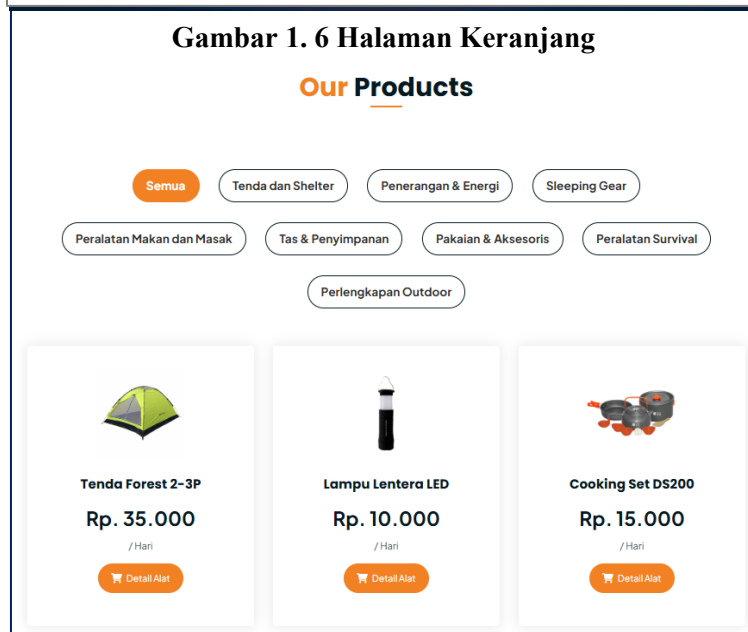 Gambar 1. 6 Halaman Keranjang
Our Products
Semua Tenda dan Shelter Penerangan & Energi Sleeping Gear
Peralatan Makan dan Masak Tas & Penyimpanan Pakaian & Aksesoris Peralatan Survival
Perlengkapan Outdoor
Tenda Forest 2-3P Lampu Lentera LED Cooking Set DS200
Rp. 35.000 Rp. 10.000 Rp. 15.000
/ Hari / Hari / Hari
Detail Alat Detail Alat Detail Alat